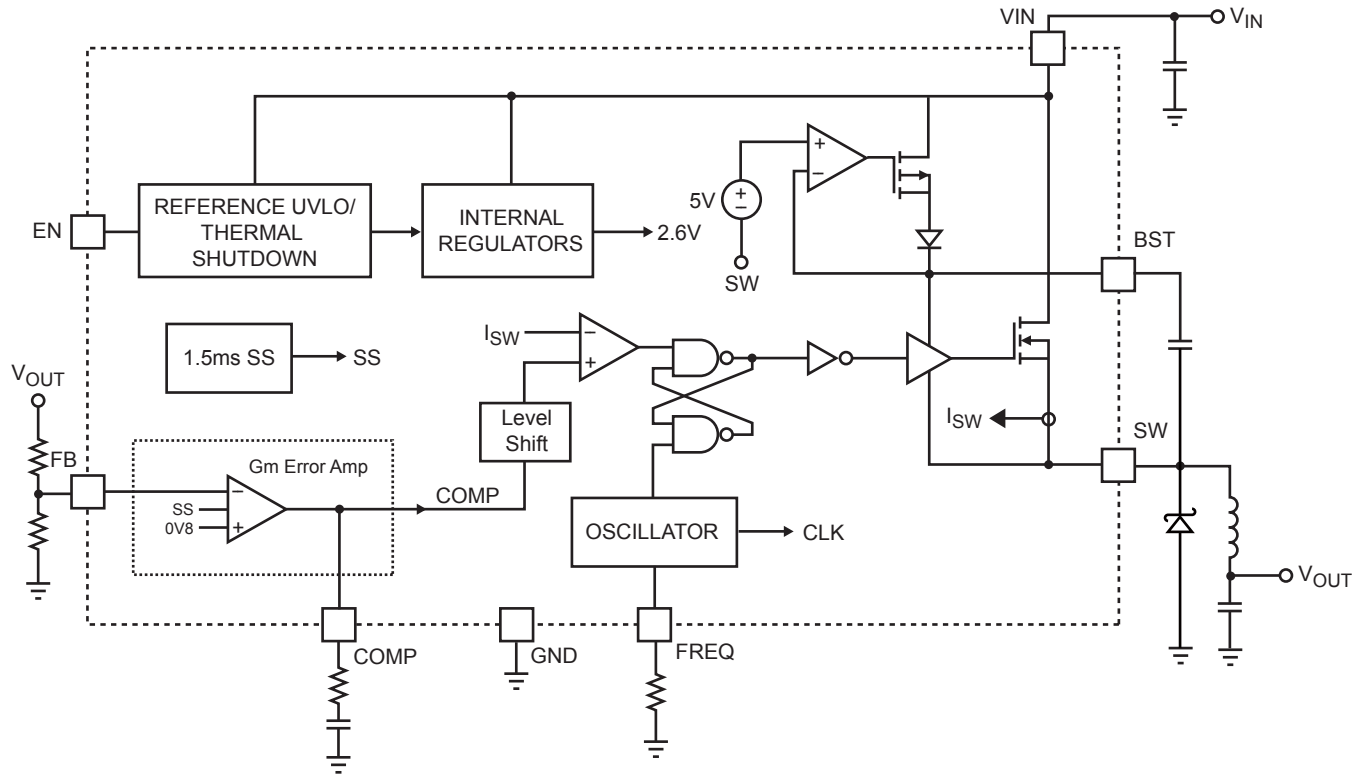 VIN
V_IN
REFERENCE UVLO/
THERMAL
SHUTDOWN
INTERNAL
REGULATORS
2.6V
EN
5V
+
−
+
−
SW
BST
1.5ms SS
SS
I_SW
−
+
V_OUT
Level
Shift
I_SW
SW
FB
Gm Error Amp
−
SS
0V8
+
COMP
OSCILLATOR
CLK
V_OUT
COMP
GND
FREQ